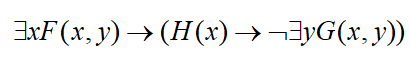 ∃xF(x, y) → (H(x) → ¬∃yG(x, y))